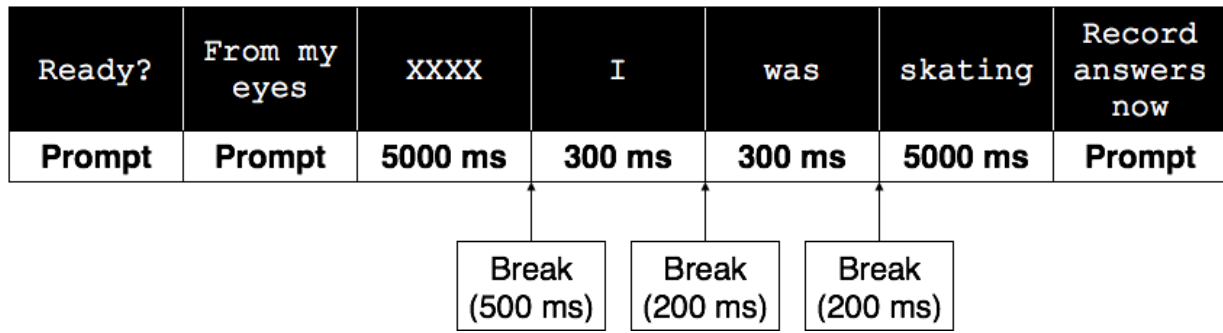 Ready?
From my
eyes
XXXX
I
was
skating
Record
answers
now
Prompt
Prompt
5000 ms
300 ms
300 ms
5000 ms
Prompt
Break
(500 ms)
Break
(200 ms)
Break
(200 ms)